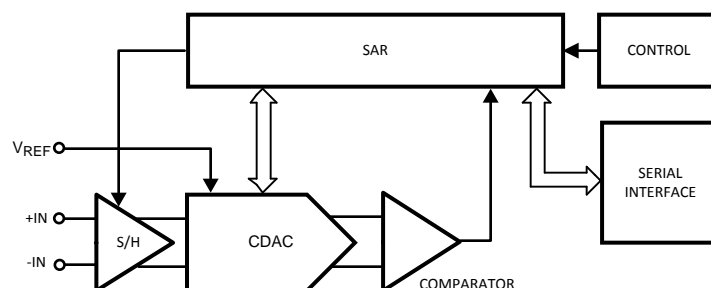 SAR
CONTROL
VREF
SERIAL
INTERFACE
+IN
S/H
CDAC
-IN
COMPARATOR